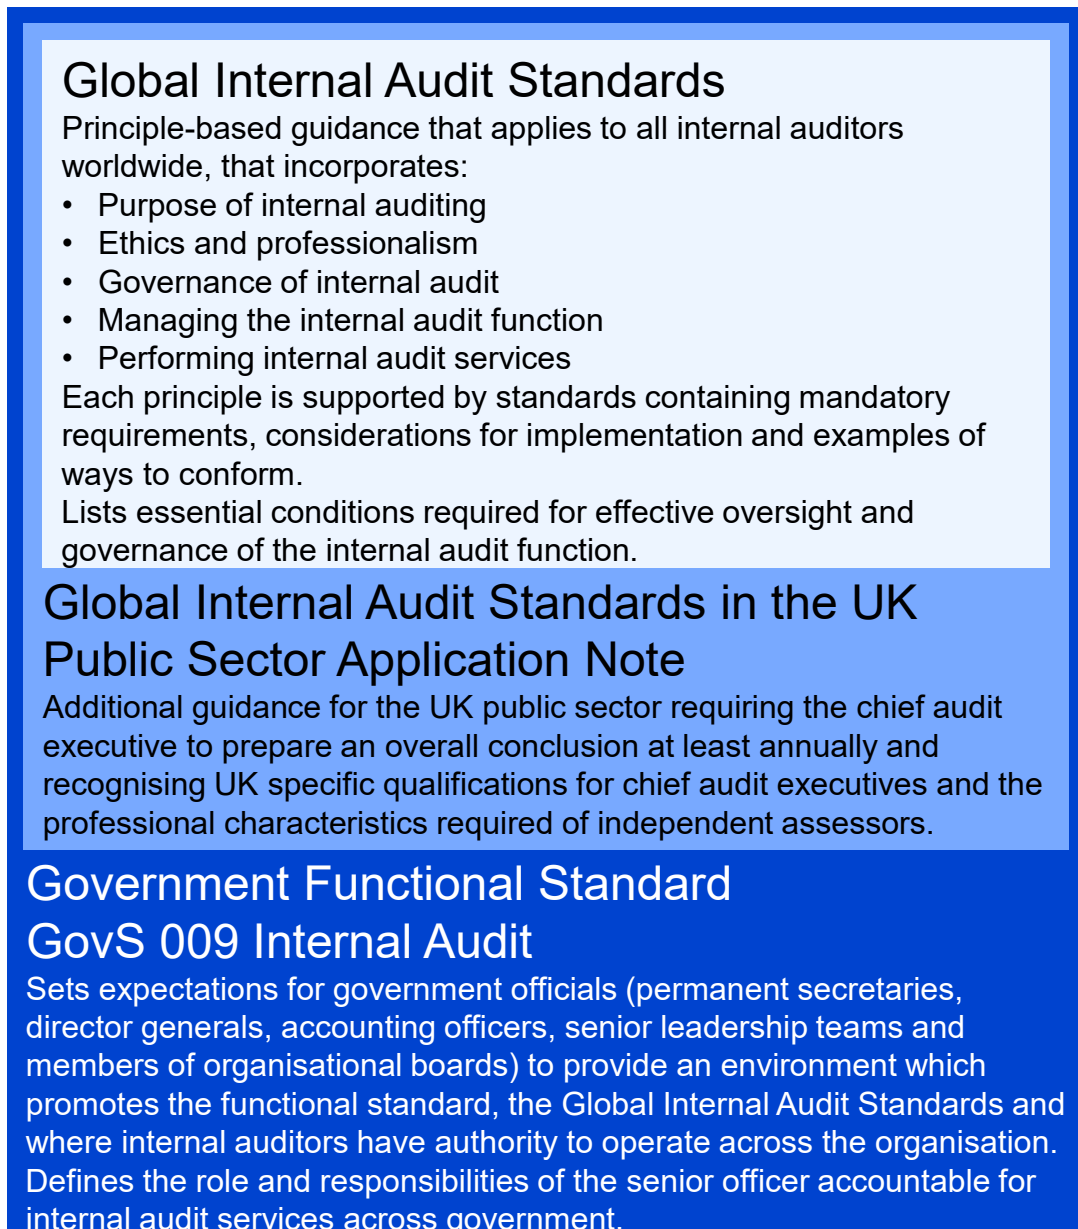 Global Internal Audit Standards
Principle-based guidance that applies to all internal auditors
worldwide, that incorporates:
• Purpose of internal auditing
• Ethics and professionalism
• Governance of internal audit
• Managing the internal audit function
• Performing internal audit services
Each principle is supported by standards containing mandatory
requirements, considerations for implementation and examples of
ways to conform.
Lists essential conditions required for effective oversight and
governance of the internal audit function.
Global Internal Audit Standards in the UK
Public Sector Application Note
Additional guidance for the UK public sector requiring the chief audit
executive to prepare an overall conclusion at least annually and
recognising UK specific qualifications for chief audit executives and the
professional characteristics required of independent assessors.
Government Functional Standard
GovS 009 Internal Audit
Sets expectations for government officials (permanent secretaries,
director generals, accounting officers, senior leadership teams and
members of organisational boards) to provide an environment which
promotes the functional standard, the Global Internal Audit Standards and
where internal auditors have authority to operate across the organisation.
Defines the role and responsibilities of the senior officer accountable for
internal audit services across government.